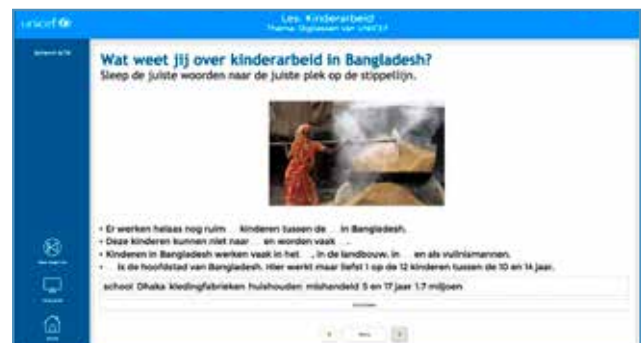 unicef
Les: Kinderarbeid
Wat weet jij over kinderarbeid in Bangladesh?
Sleep de juiste woorden naar de juiste plek op de stippellijn.
• Er werken helaas nog ruim .. kinderen tussen de .. in Bangladesh.
• Deze kinderen kunnen niet naar .. en worden vaak ..
• Kinderen in Bangladesh werken vaak in het .., in de landbouw, in .. en als vuilnismannen.
• .. is de hoofdstad van Bangladesh. Hier werkt maar liefst 1 op de 12 kinderen tussen de 10 en 14 jaar.
school Dhaka kledingfabrieken huishouden mishandeld 5 en 17 jaar 1.7 miljoen